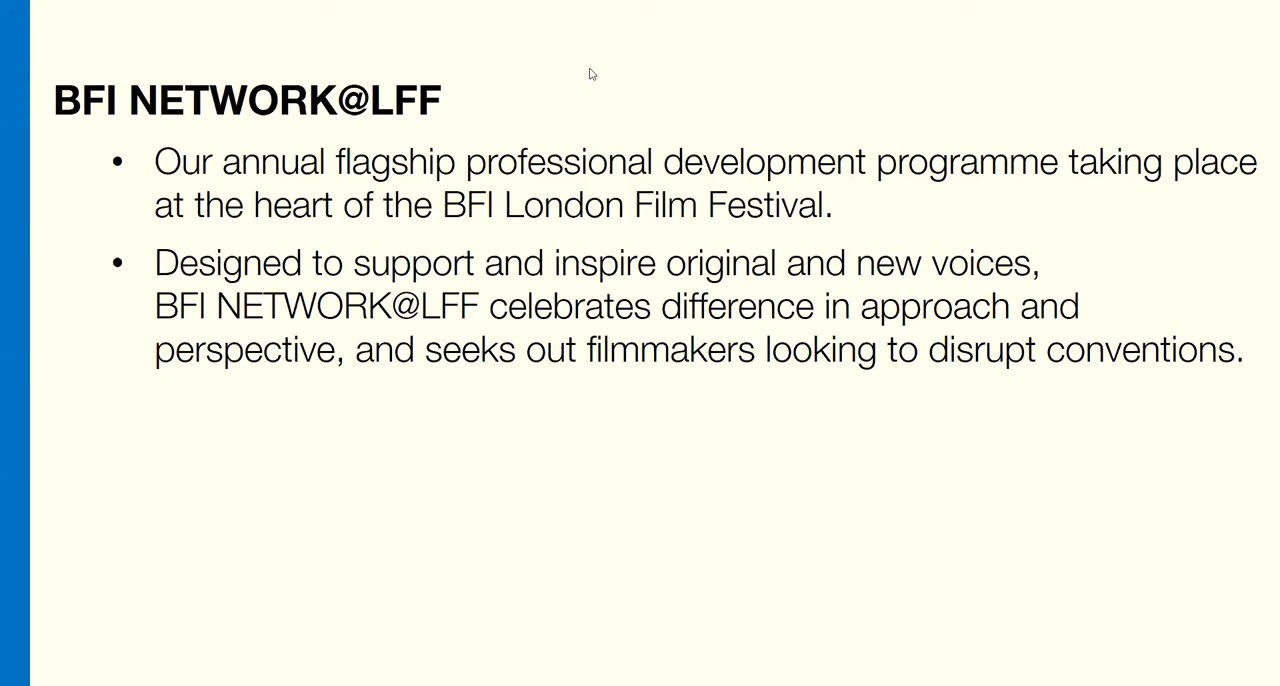 BFI NETWORK@LFF
• Our annual flagship professional development programme taking place
at the heart of the BFI London Film Festival.
• Designed to support and inspire original and new voices,
BFI NETWORK@LFF celebrates difference in approach and
perspective, and seeks out filmmakers looking to disrupt conventions.